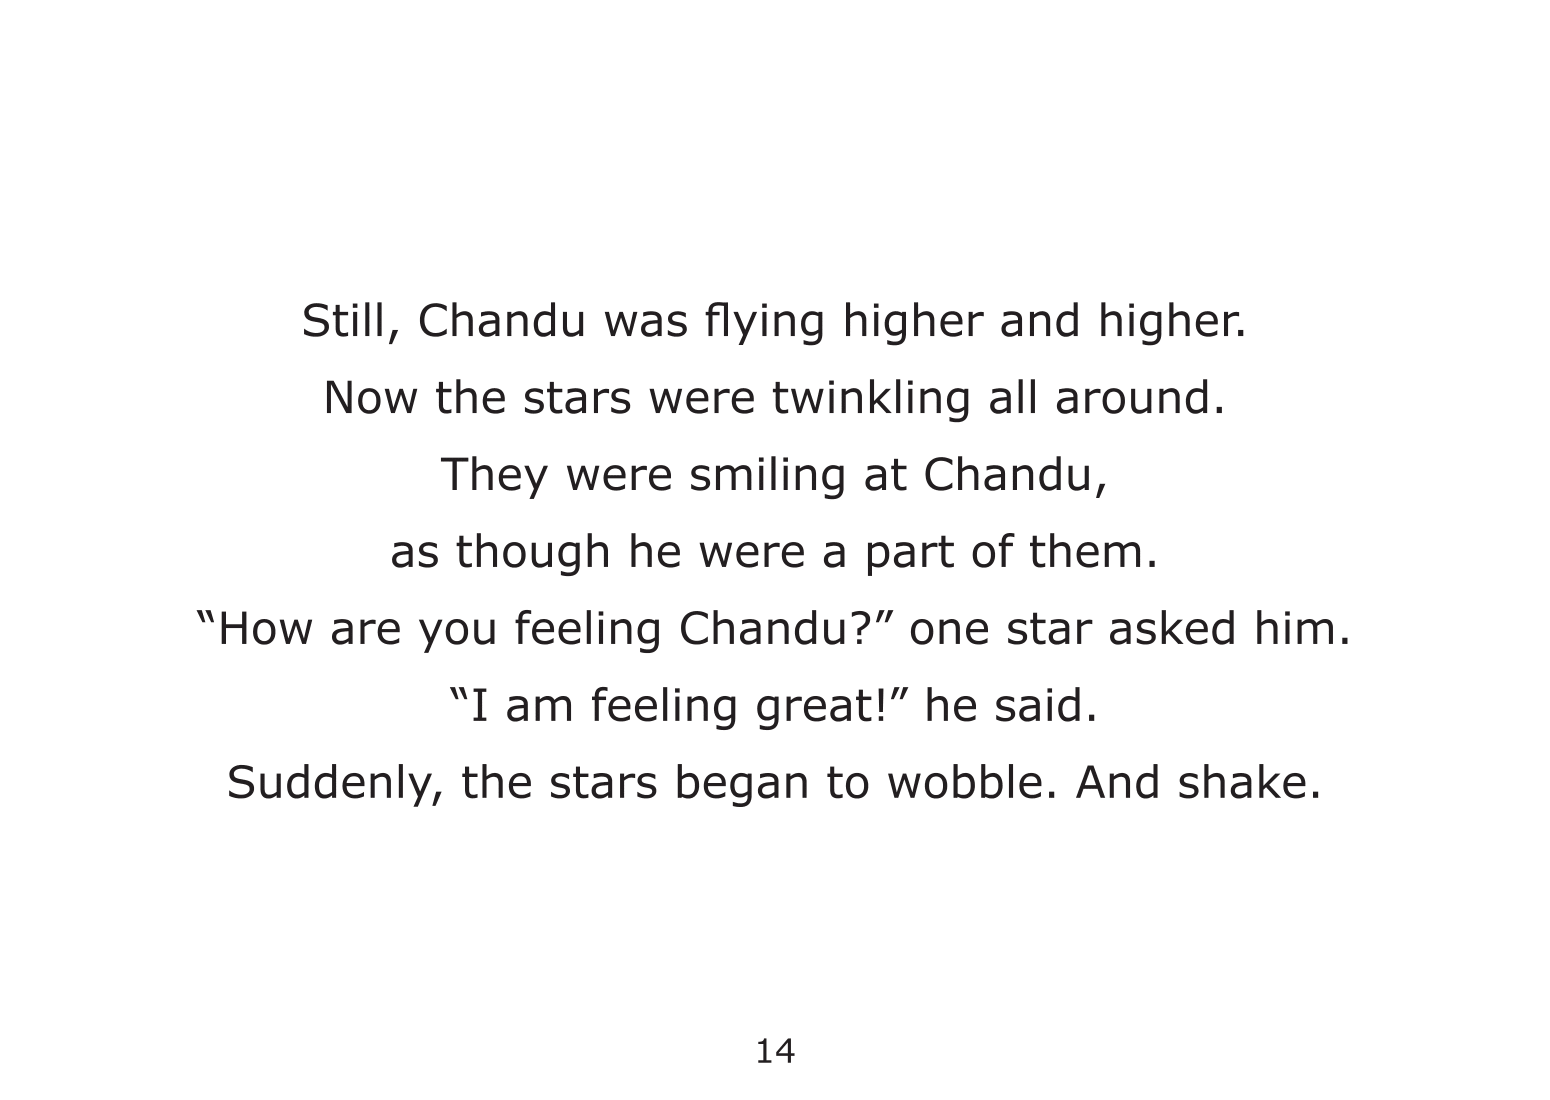 Still, Chandu was flying higher and higher.
Now the stars were twinkling all around.
They were smiling at Chandu,
as though he were a part of them.
“How are you feeling Chandu?” one star asked him.
“I am feeling great!” he said.
Suddenly, the stars began to wobble. And shake.
14